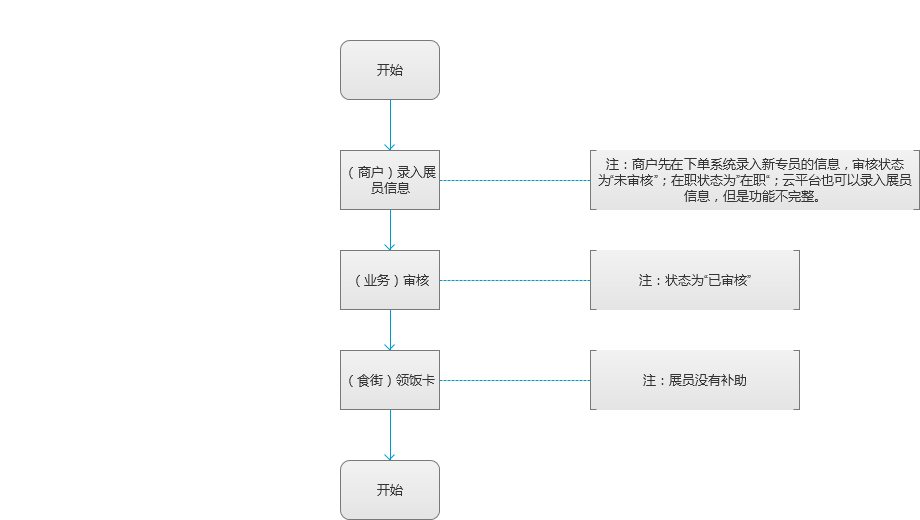 开始
（商户）录入展
员信息
注：商户先在下单系统录入新专员的信息，审核状态
为“未审核”；在职状态为”在职“；云平台也可以录入展员
信息，但是功能不完整。
（业务）审核
注：状态为“已审核”
（食街）领饭卡
注：展员没有补助
开始